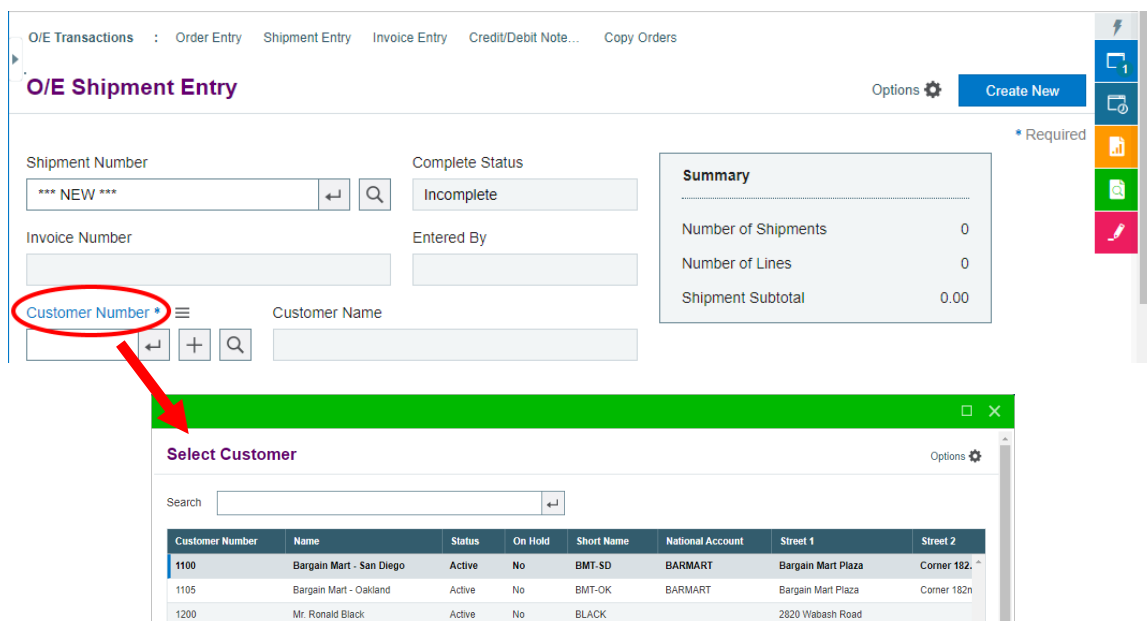 O/E Transactions : Order Entry Shipment Entry Invoice Entry Credit/Debit Note... Copy Orders
1
O/E Shipment Entry Options Create New
* Required
Shipment Number Complete Status Summary
*** NEW *** Incomplete
Number of Shipments 0
Invoice Number Entered By
Number of Lines 0
Shipment Subtotal 0.00
Customer Number * Customer Name
Select Customer Options
Search
Customer Number Name Status On Hold Short Name National Account Street 1 Street 2
1100 Bargain Mart - San Diego Active No BMT-SD BARMART Bargain Mart Plaza Corner 182.
1105 Bargain Mart - Oakland Active No BMT-OK BARMART Bargain Mart Plaza Corner 182n
1200 Mr. Ronald Black Active No BLACK 2820 Wabash Road